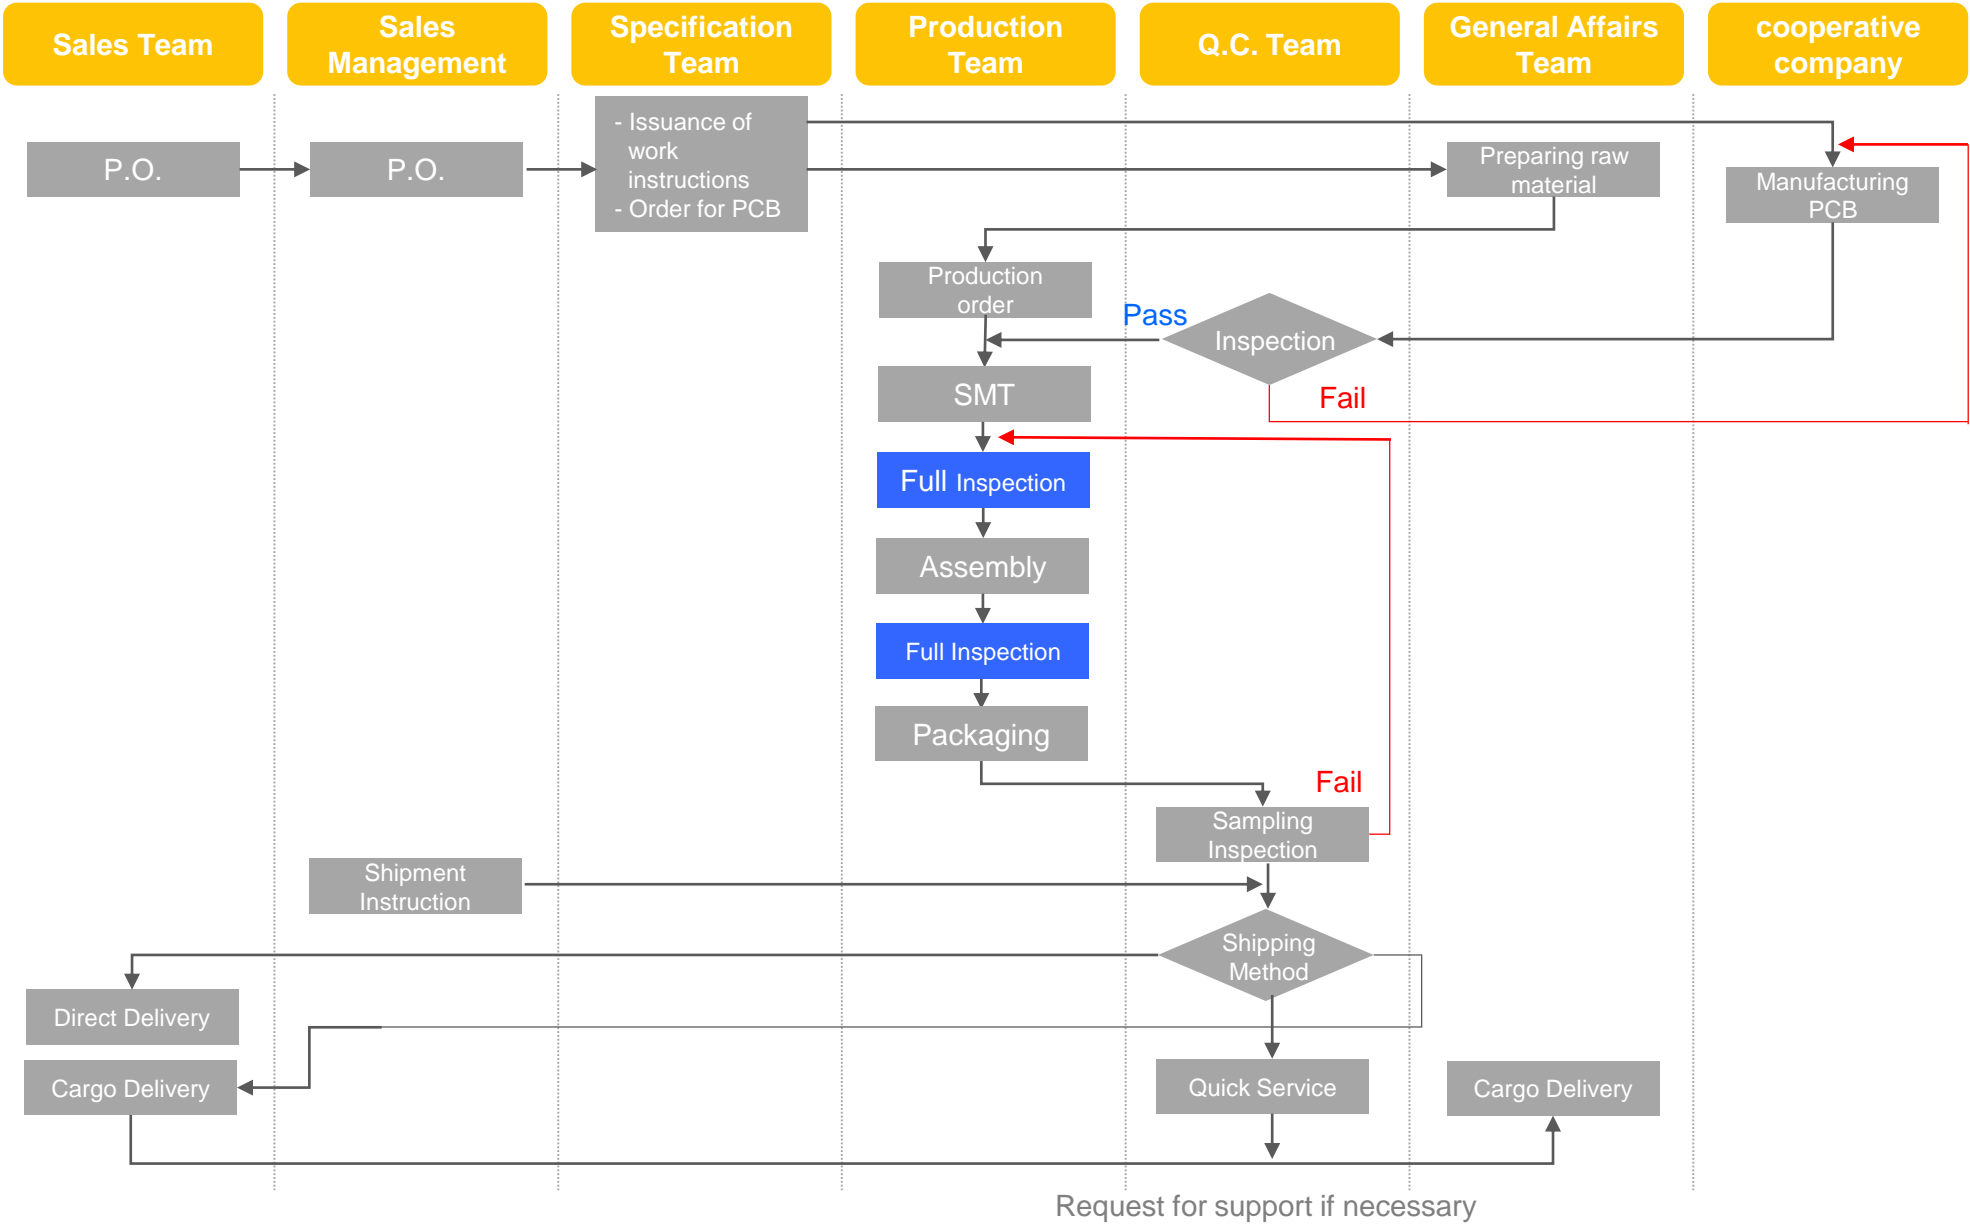 Sales Team
Sales
Management
Specification
Team
Production
Team
Q.C. Team
General Affairs
Team
cooperative
company
P.O.
P.O.
- Issuance of
work
instructions
- Order for PCB
Preparing raw
material
Manufacturing
PCB
Production
order
Pass
Inspection
Fail
SMT
Full Inspection
Assembly
Full Inspection
Packaging
Fail
Sampling
Inspection
Shipment
Instruction
Shipping
Method
Direct Delivery
Cargo Delivery
Quick Service
Cargo Delivery
Request for support if necessary